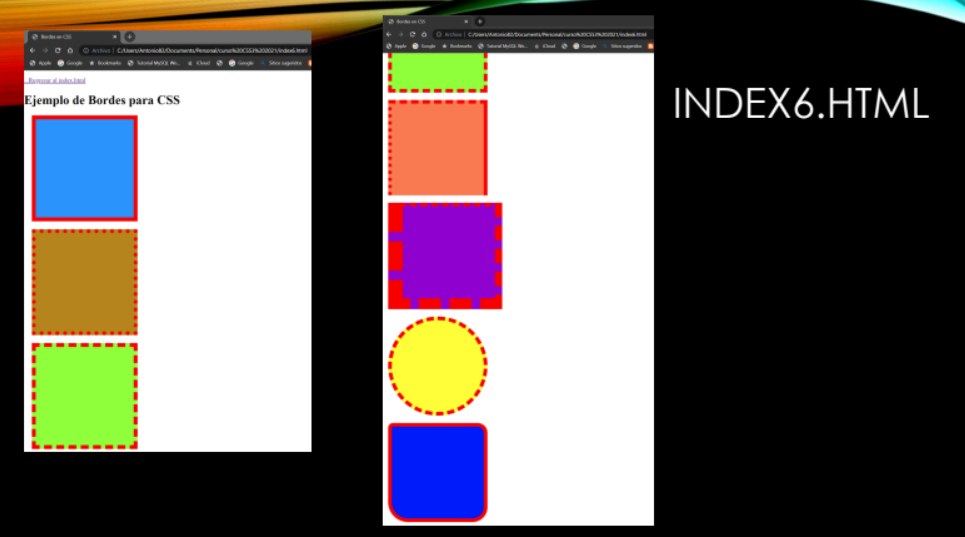 Bordes en CSS
Archivo | C:/Users/Antonio82/Documents/Personal/curso%20CSS3%202021/index6.html
Apple Google Bookmarks Tutorial MySQL Wo... iCloud Google Sitios sugeridos
Regresar al index.html
Ejemplo de Bordes para CSS
Bordes en CSS
Archivo | C:/Users/Antonio82/Documents/Personal/curso%20CSS3%202021/index6.html
Apple Google Bookmarks Tutorial MySQL Wo... iCloud Google Sitios sugeridos
INDEX6.HTML